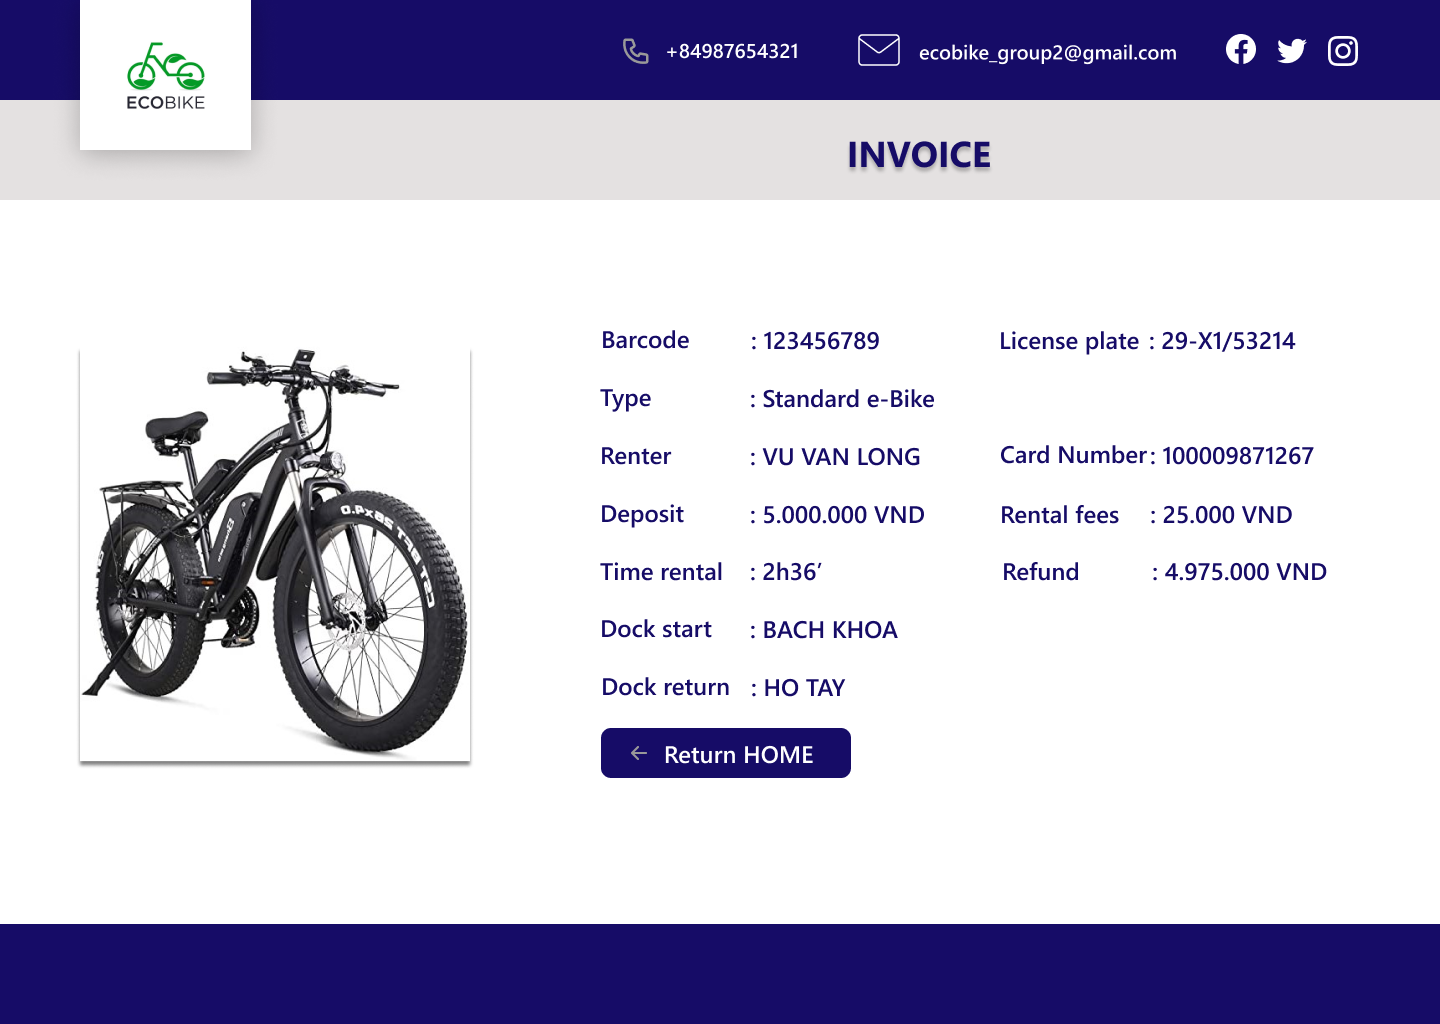 +84987654321 ecobike_group2@gmail.com
ECOBIKE
INVOICE
Barcode : 123456789 License plate : 29-X1/53214
Type : Standard e-Bike
Renter : VU VAN LONG Card Number : 100009871267
Deposit : 5.000.000 VND Rental fees : 25.000 VND
Time rental : 2h36’ Refund : 4.975.000 VND
Dock start : BACH KHOA
Dock return : HO TAY
Return HOME